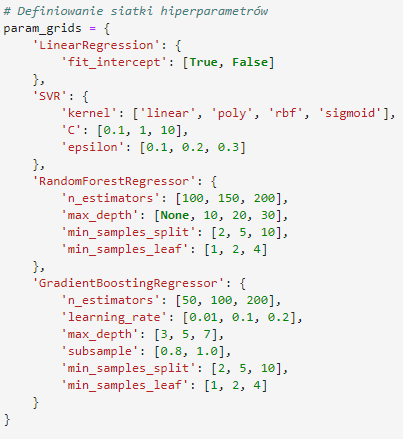 # Definiowanie siatki hiperparametrów
param_grids = {
    'LinearRegression': {
        'fit_intercept': [True, False]
    },
    'SVR': {
        'kernel': ['linear', 'poly', 'rbf', 'sigmoid'],
        'C': [0.1, 1, 10],
        'epsilon': [0.1, 0.2, 0.3]
    },
    'RandomForestRegressor': {
        'n_estimators': [100, 150, 200],
        'max_depth': [None, 10, 20, 30],
        'min_samples_split': [2, 5, 10],
        'min_samples_leaf': [1, 2, 4]
    },
    'GradientBoostingRegressor': {
        'n_estimators': [50, 100, 200],
        'learning_rate': [0.01, 0.1, 0.2],
        'max_depth': [3, 5, 7],
        'subsample': [0.8, 1.0],
        'min_samples_split': [2, 5, 10],
        'min_samples_leaf': [1, 2, 4]
    }
}